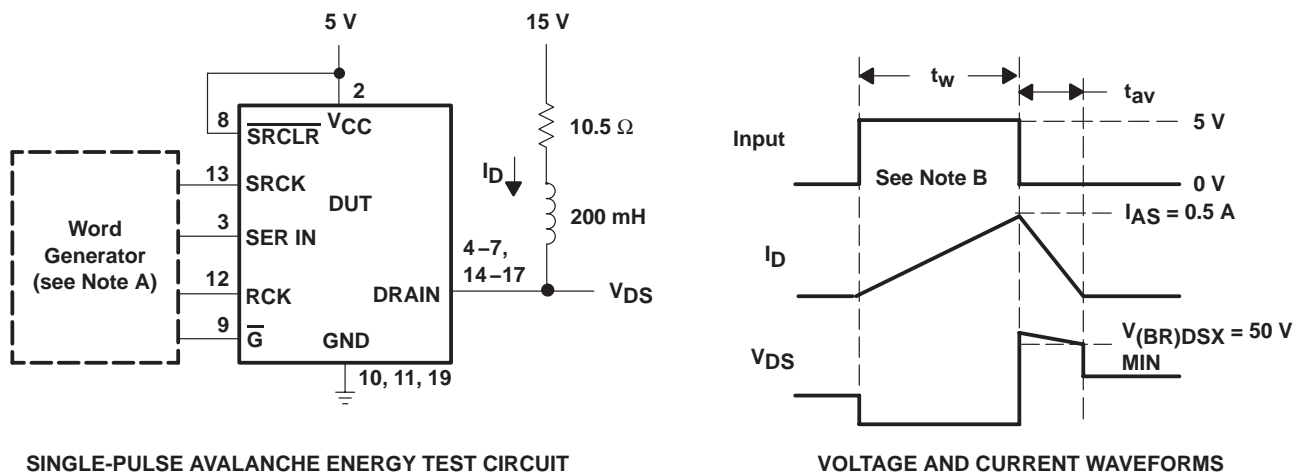 5 V
15 V
2
8
SRCLR
VCC
10.5 Ω
ID
200 mH
13
SRCK
DUT
Word
Generator
(see Note A)
3
SER IN
4–7,
14–17
12
RCK
DRAIN
VDS
9
G
GND
10, 11, 19
SINGLE-PULSE AVALANCHE ENERGY TEST CIRCUIT
tw
tav
Input
5 V
See Note B
0 V
IAS = 0.5 A
ID
V(BR)DSX = 50 V
MIN
VDS
VOLTAGE AND CURRENT WAVEFORMS